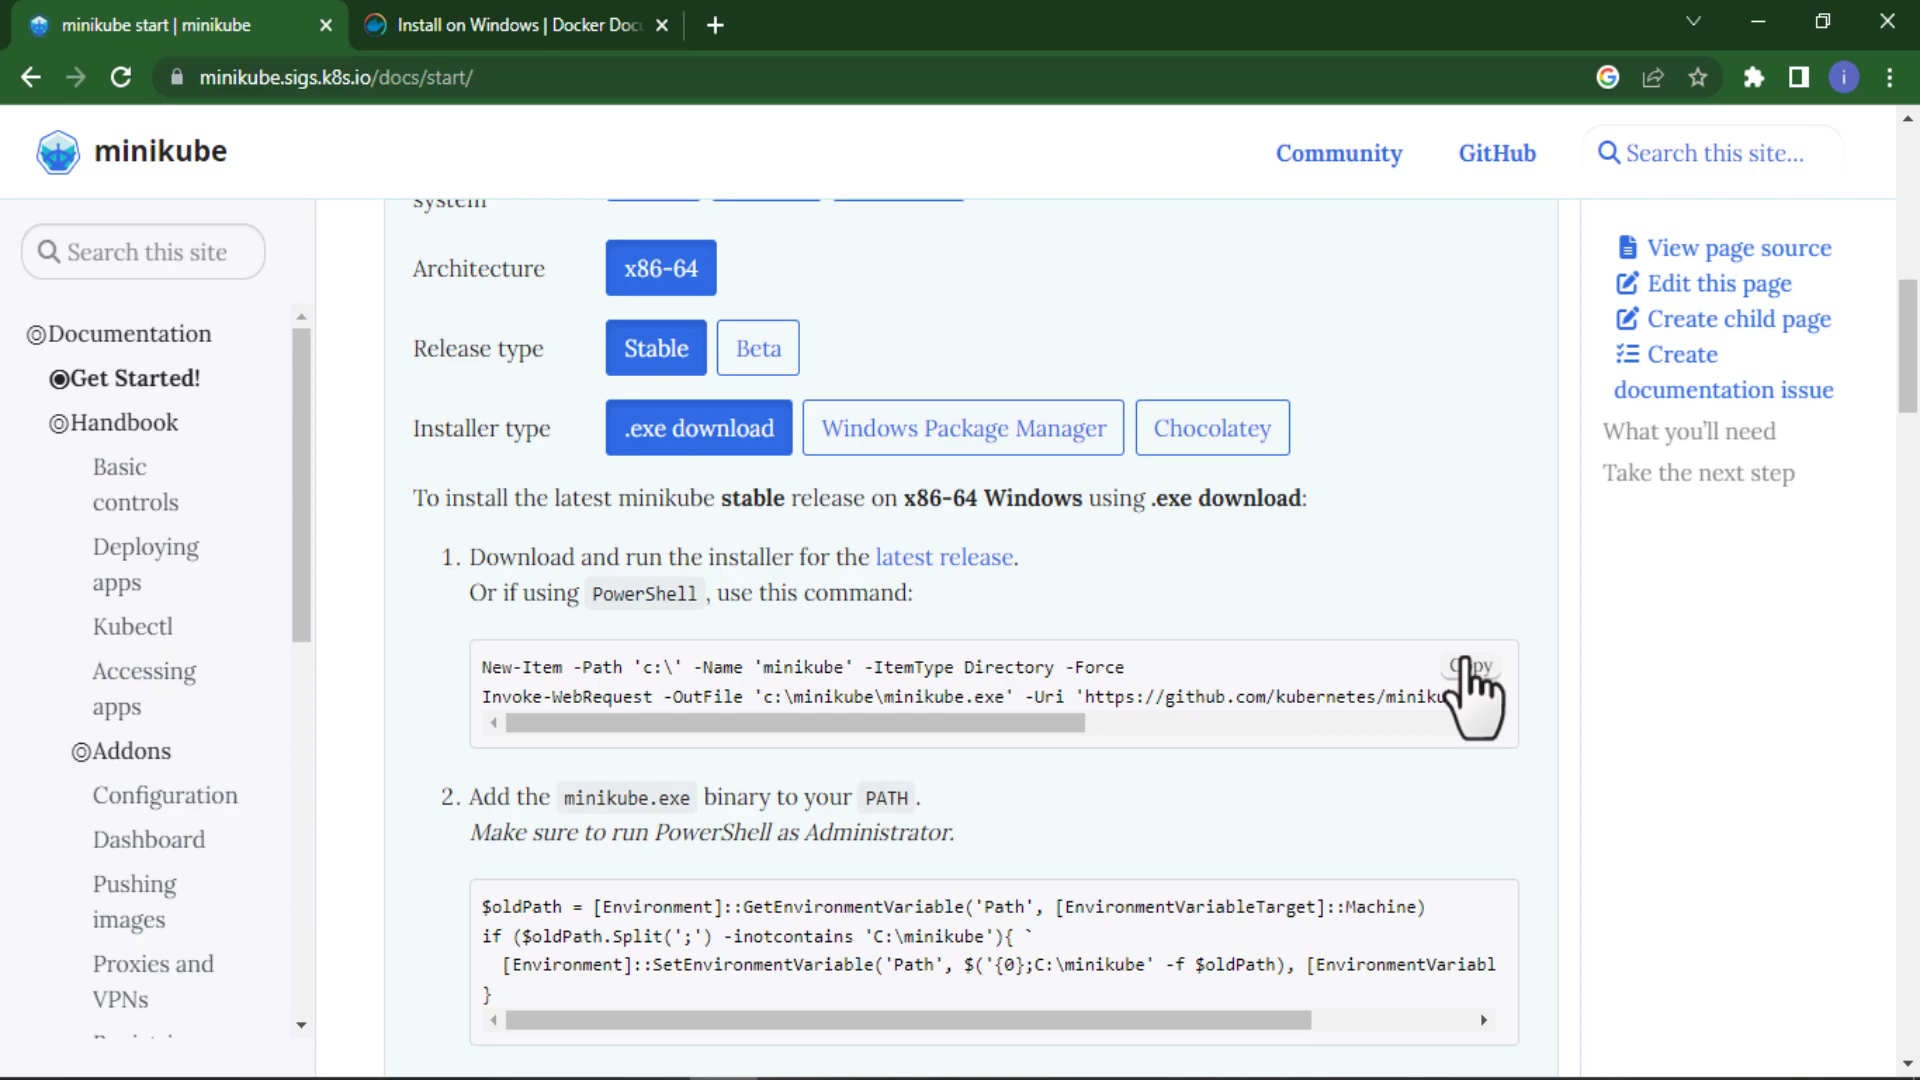 minikube start | minikube
Install on Windows | Docker Doc
minikube.sigs.k8s.io/docs/start/
i
minikube
Community
GitHub
Search this site...
Search this site
Documentation
Get Started!
Handbook
Basic
controls
Deploying
apps
Kubectl
Accessing
apps
Addons
Configuration
Dashboard
Pushing
images
Proxies and
VPNs
system
Architecture
x86-64
Release type
Stable
Beta
Installer type
.exe download
Windows Package Manager
Chocolatey
To install the latest minikube stable release on x86-64 Windows using .exe download:
1. Download and run the installer for the latest release.
Or if using PowerShell, use this command:
New-Item -Path 'c:\' -Name 'minikube' -ItemType Directory -Force
Copy
Invoke-WebRequest -OutFile 'c:\minikube\minikube.exe' -Uri 'https://github.com/kubernetes/miniku
2. Add the minikube.exe binary to your PATH.
Make sure to run PowerShell as Administrator.
$oldPath = [Environment]::GetEnvironmentVariable('Path', [EnvironmentVariableTarget]::Machine)
if ($oldPath.Split(';') -inotcontains 'C:\minikube'){ `
[Environment]::SetEnvironmentVariable('Path', $('{0};C:\minikube' -f $oldPath), [EnvironmentVariabl
}
View page source
Edit this page
Create child page
Create
documentation issue
What you'll need
Take the next step